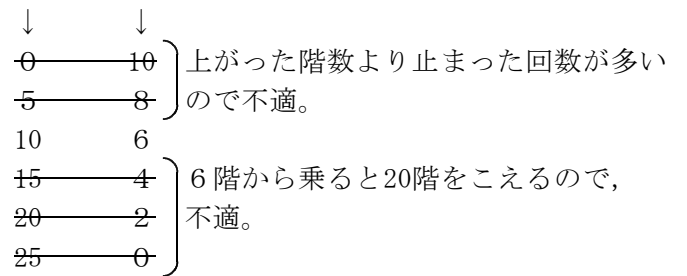 ↓ ↓
0 10 上がった階数より止まった回数が多い
5 8 ので不適。
10 6
15 4 6階から乗ると20階をこえるので,
20 2 不適。
25 0